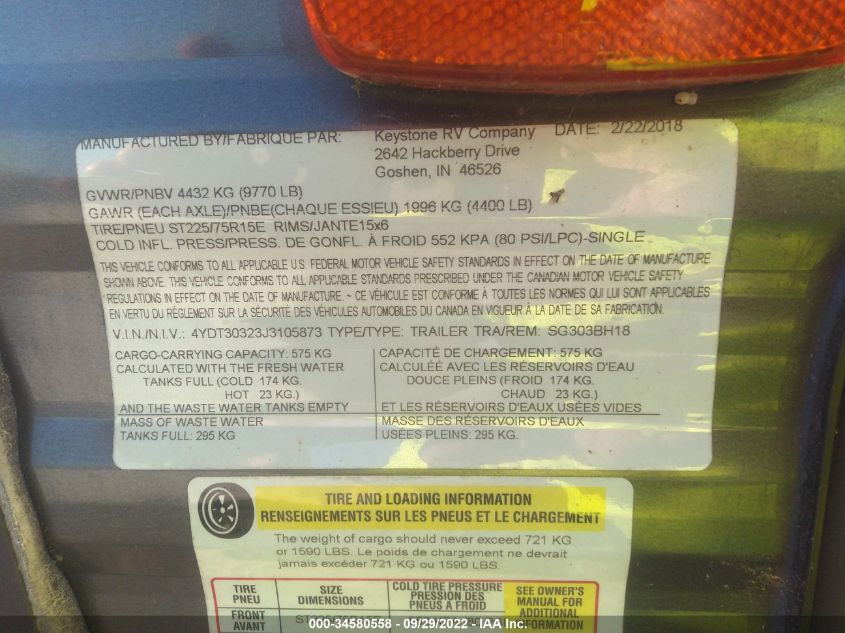 MANUFACTURED BY/FABRIQUE PAR: Keystone RV Company DATE: 2/22/2018
2642 Hackberry Drive
Goshen, IN 46526
GVWR/PNBV 4432 KG (9770 LB)
GAWR (EACH AXLE)/PNBE(CHAQUE ESSIEU) 1996 KG (4400 LB)
TIRE/PNEU ST225/75R15E RIMS/JANTE15x6
COLD INFL. PRESS/PRESS. DE GONFL. À FROID 552 KPA (80 PSI/LPC)-SINGLE
THIS VEHICLE CONFORMS TO ALL APPLICABLE U.S. FEDERAL MOTOR VEHICLE SAFETY STANDARDS IN EFFECT ON THE DATE OF MANUFACTURE
SHOWN ABOVE. THIS VEHICLE CONFORMS TO ALL APPLICABLE STANDARDS PRESCRIBED UNDER THE CANADIAN MOTOR VEHICLE SAFETY
REGULATIONS IN EFFECT ON THE DATE OF MANUFACTURE. ~ CE VÉHICULE EST CONFORME À TOUTES LES NORMES QUI LUI SONT APPLICABLES
EN VERTU DU RÉGLEMENT SUR LA SÉCURITÉ DES VÉHICULES AUTOMOBILES DU CANADA EN VIGUEUR À LA DATE DE SA FABRICATION.
V.I.N./N.I.V.: 4YDT30323J3105873 TYPE/TYPE: TRAILER TRA/REM: SG303BH18
CARGO-CARRYING CAPACITY: 575 KG
CALCULATED WITH THE FRESH WATER
TANKS FULL (COLD 174 KG.
HOT 23 KG.)
AND THE WASTE WATER TANKS EMPTY
MASS OF WASTE WATER
TANKS FULL: 295 KG
CAPACITÉ DE CHARGEMENT: 575 KG
CALCULÉE AVEC LES RÉSERVOIRS D'EAU
DOUCE PLEINS (FROID 174 KG.
CHAUD 23 KG.)
ET LES RÉSERVOIRS D'EAUX USÉES VIDES
MASSE DES RÉSERVOIRS D'EAUX
USÉES PLEINS: 295 KG.
TIRE AND LOADING INFORMATION
RENSEIGNEMENTS SUR LES PNEUS ET LE CHARGEMENT
The weight of cargo should never exceed 721 KG
or 1590 LBS. Le poids de chargement ne devrait
jamais excéder 721 KG or 1590 LBS.
TIRE
PNEU
SIZE
DIMENSIONS
COLD TIRE PRESSURE
PRESSION DES
PNEUS À FROID
SEE OWNER'S
MANUAL FOR
ADDITIONAL
INFORMATION
FRONT
AVANT
000-34580558 - 09/29/2022 - IAA Inc.